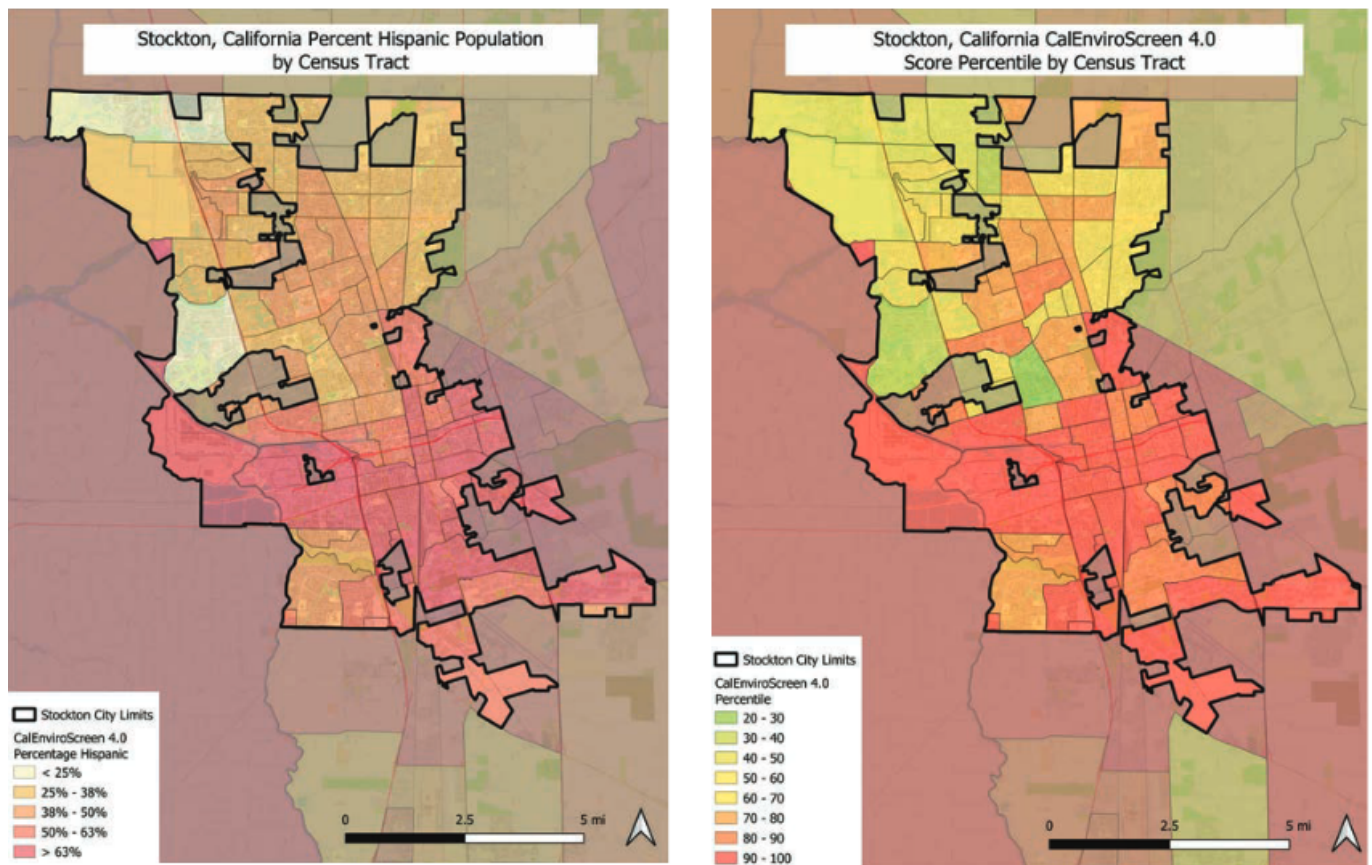 Stockton, California Percent Hispanic Population
by Census Tract
Stockton City Limits
CalEnviroScreen 4.0
Percentage Hispanic
< 25%
25% - 38%
38% - 50%
50% - 63%
> 63%
0 2.5 5 mi
Stockton, California CalEnviroScreen 4.0
Score Percentile by Census Tract
Stockton City Limits
CalEnviroScreen 4.0
Percentile
20 - 30
30 - 40
40 - 50
50 - 60
60 - 70
70 - 80
80 - 90
90 - 100
0 2.5 5 mi